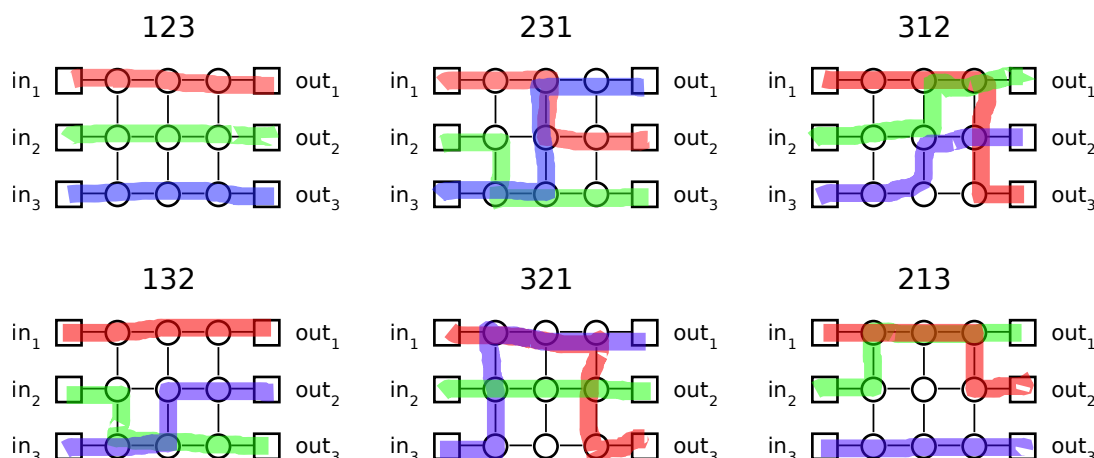 123 231 312
in1 out1 in1 out1 in1 out1
in2 out2 in2 out2 in2 out2
in3 out3 in3 out3 in3 out3
132 321 213
in1 out1 in1 out1 in1 out1
in2 out2 in2 out2 in2 out2
in3 out3 in3 out3 in3 out3